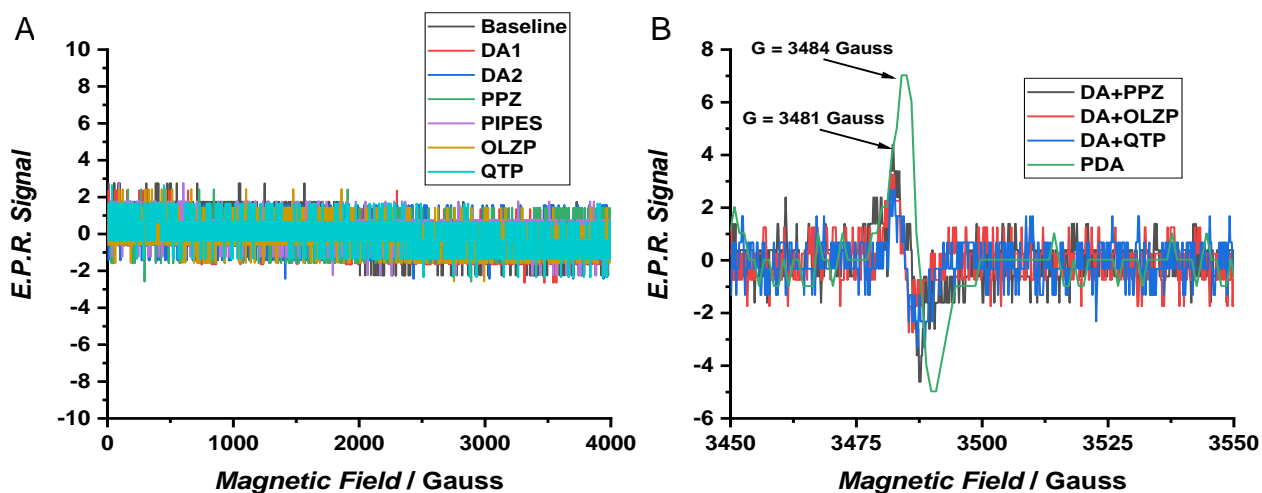 A
10
8
6
4
2
0
-2
-4
-6
-8
-10
E.P.R. Signal
0
1000
2000
3000
4000
Magnetic Field / Gauss
Baseline
DA1
DA2
PPZ
PIPES
OLZP
QTP
B
8
6
4
2
0
-2
-4
-6
E.P.R. Signal
3450
3475
3500
3525
3550
Magnetic Field / Gauss
G = 3484 Gauss
G = 3481 Gauss
DA+PPZ
DA+OLZP
DA+QTP
PDA